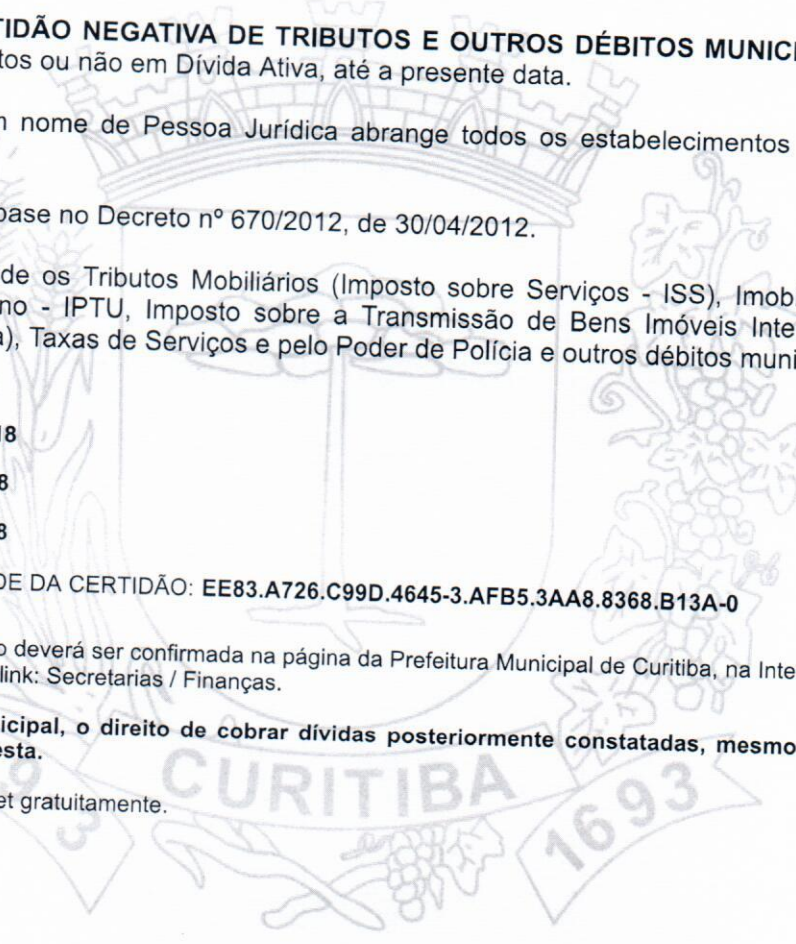 TIDÃO NEGATIVA DE TRIBUTOS E OUTROS DÉBITOS MUNICI
tos ou não em Dívida Ativa, até a presente data.
nome de Pessoa Jurídica abrange todos os estabelecimentos
base no Decreto nº 670/2012, de 30/04/2012.
de os Tributos Mobiliários (Imposto sobre Serviços - ISS), Imob
no - IPTU, Imposto sobre a Transmissão de Bens Imóveis Inte
a), Taxas de Serviços e pelo Poder de Polícia e outros débitos muni
18
8
8
DE DA CERTIDÃO: EE83.A726.C99D.4645-3.AFB5.3AA8.8368.B13A-0
o deverá ser confirmada na página da Prefeitura Municipal de Curitiba, na Inte
link: Secretarias / Finanças.
icipal, o direito de cobrar dívidas posteriormente constatadas, mesmo
esta.
et gratuitamente.
CURITIBA
1693